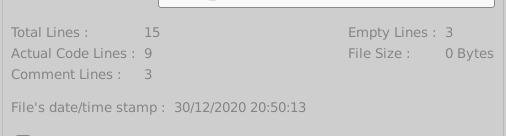 Total Lines : 15 Empty Lines : 3
Actual Code Lines : 9 File Size : 0 Bytes
Comment Lines : 3
File's date/time stamp : 30/12/2020 20:50:13